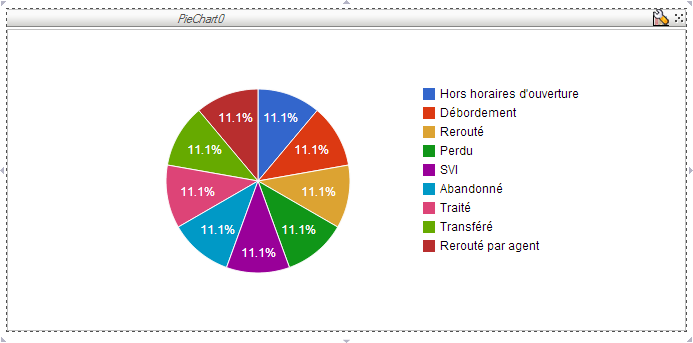 PieChart0
11.1%
11.1%
11.1%
11.1%
11.1%
11.1%
11.1%
11.1%
11.1%
Hors horaires d'ouverture
Débordement
Rerouté
Perdu
SVI
Abandonné
Traité
Transféré
Rerouté par agent